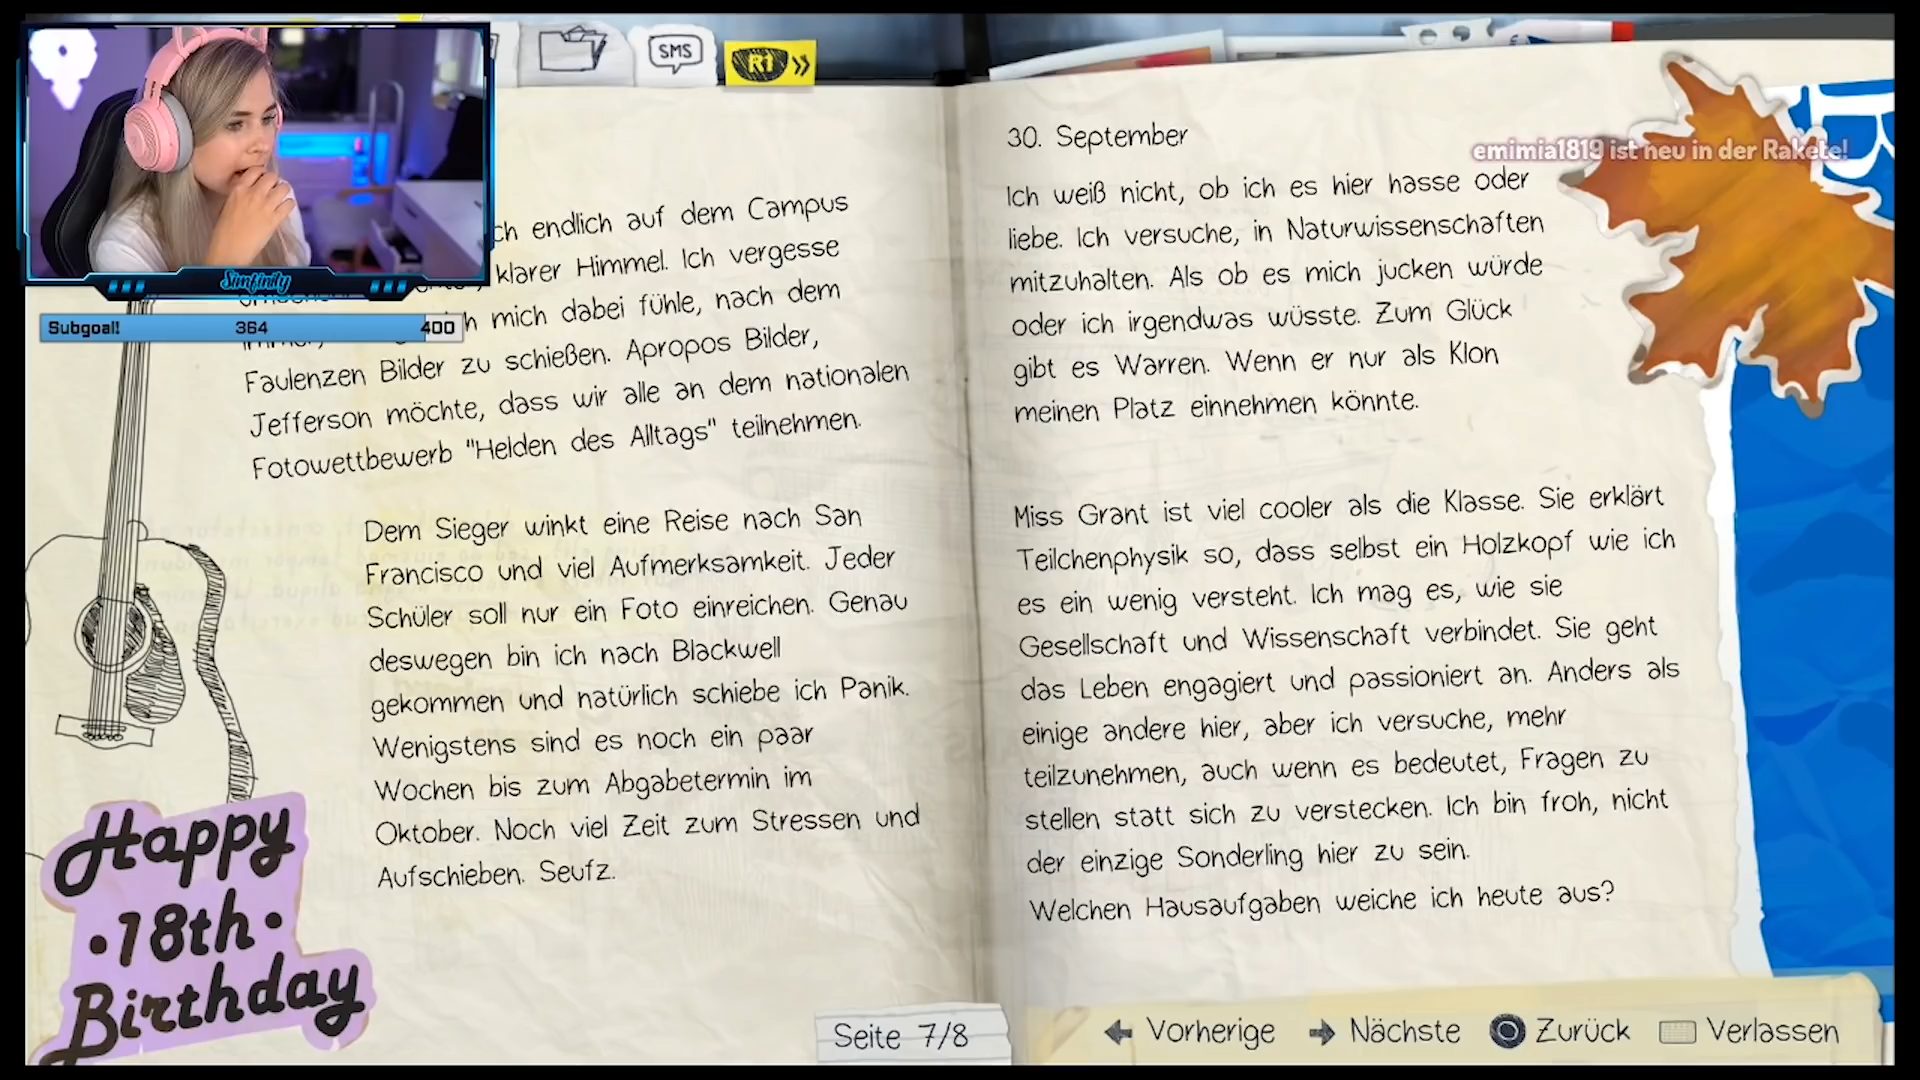 SMS
R1
Simfinity
Subgoal! 364 400
endlich auf dem Campus
klarer Himmel. Ich vergesse
mich dabei fühle, nach dem
Faulenzen Bilder zu schießen. Apropos Bilder,
Jefferson möchte, dass wir alle an dem nationalen
Fotowettbewerb "Helden des Alltags" teilnehmen.
Dem Sieger winkt eine Reise nach San
Francisco und viel Aufmerksamkeit. Jeder
Schüler soll nur ein Foto einreichen. Genau
deswegen bin ich nach Blackwell
gekommen und natürlich schiebe ich Panik.
Wenigstens sind es noch ein paar
Wochen bis zum Abgabetermin im
Oktober. Noch viel Zeit zum Stressen und
Aufschieben. Seufz.
Happy
•18th•
Birthday
30. September
emimia1819 ist neu in der Rakete!
Ich weiß nicht, ob ich es hier hasse oder
liebe. Ich versuche, in Naturwissenschaften
mitzuhalten. Als ob es mich jucken würde
oder ich irgendwas wüsste. Zum Glück
gibt es Warren. Wenn er nur als Klon
meinen Platz einnehmen könnte.
Miss Grant ist viel cooler als die Klasse. Sie erklärt
Teilchenphysik so, dass selbst ein Holzkopf wie ich
es ein wenig versteht. Ich mag es, wie sie
Gesellschaft und Wissenschaft verbindet. Sie geht
das Leben engagiert und passioniert an. Anders als
einige andere hier, aber ich versuche, mehr
teilzunehmen, auch wenn es bedeutet, Fragen zu
stellen statt sich zu verstecken. Ich bin froh, nicht
der einzige Sonderling hier zu sein.
Welchen Hausaufgaben weiche ich heute aus?
Seite 7/8
Vorherige Nächste Zurück Verlassen